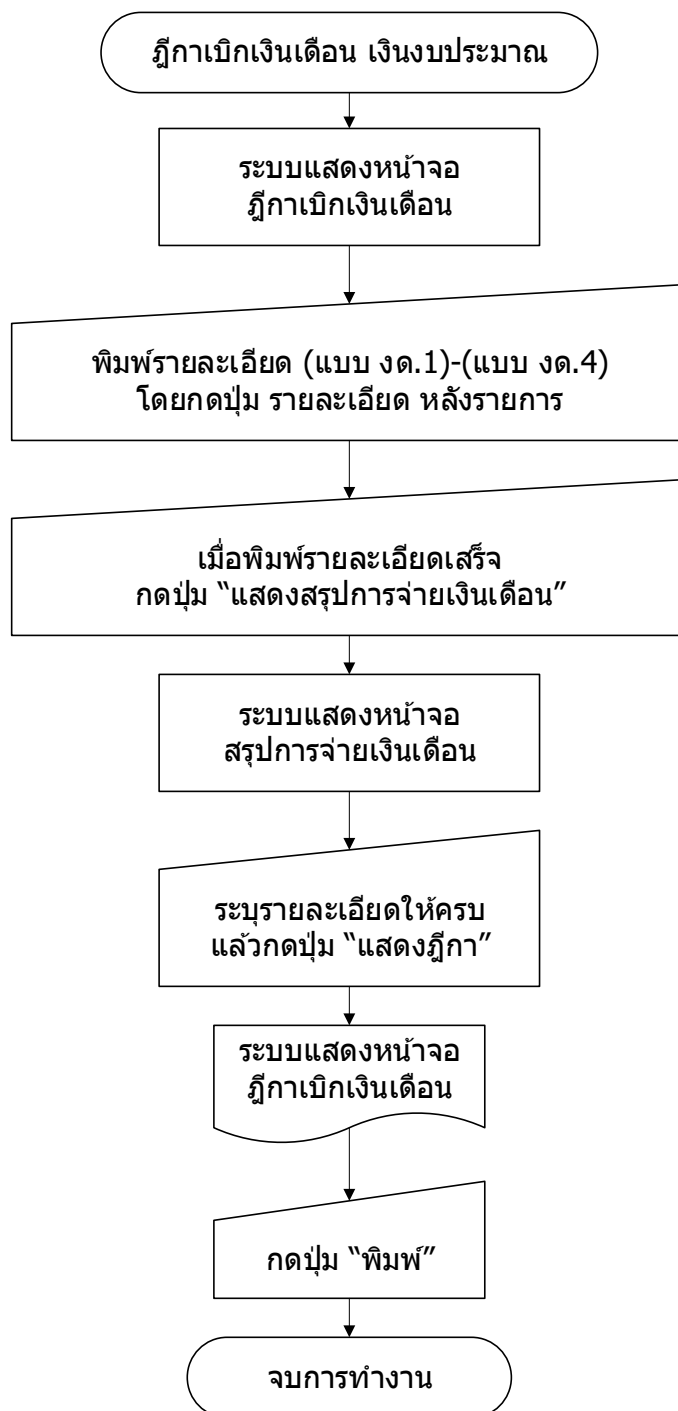 ฎีกาเบิกเงินเดือน เงินงบประมาณ
ระบบแสดงหน้าจอ
ฎีกาเบิกเงินเดือน
พิมพ์รายละเอียด (แบบ งด.1)-(แบบ งด.4)
โดยกดปุ่ม รายละเอียด หลังรายการ
เมื่อพิมพ์รายละเอียดเสร็จ
กดปุ่ม “แสดงสรุปการจ่ายเงินเดือน”
ระบบแสดงหน้าจอ
สรุปการจ่ายเงินเดือน
ระบุรายละเอียดให้ครบ
แล้วกดปุ่ม “แสดงฎีกา”
ระบบแสดงหน้าจอ
ฎีกาเบิกเงินเดือน
กดปุ่ม “พิมพ์”
จบการทำงาน